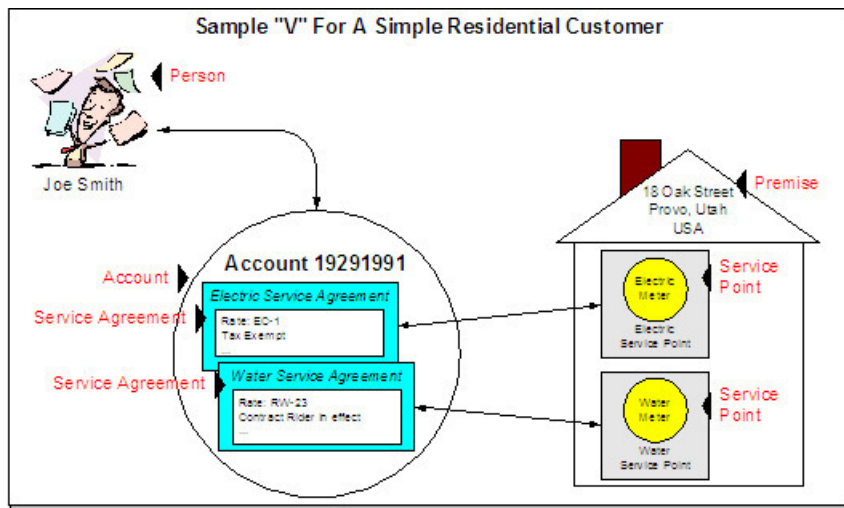 Sample "V" For A Simple Residential Customer
Person
Joe Smith
18 Oak Street
Provo, Utah
USA
Premise
Account 19291991
Account
Electric Service Agreement
Service Agreement
Rate: EC-1
Tax Exempt
...
Water Service Agreement
Service Agreement
Rate: RW-23
Contract Rider in effect
...
Electric
Meter
Electric
Service Point
Service
Point
Water
Meter
Water
Service Point
Service
Point